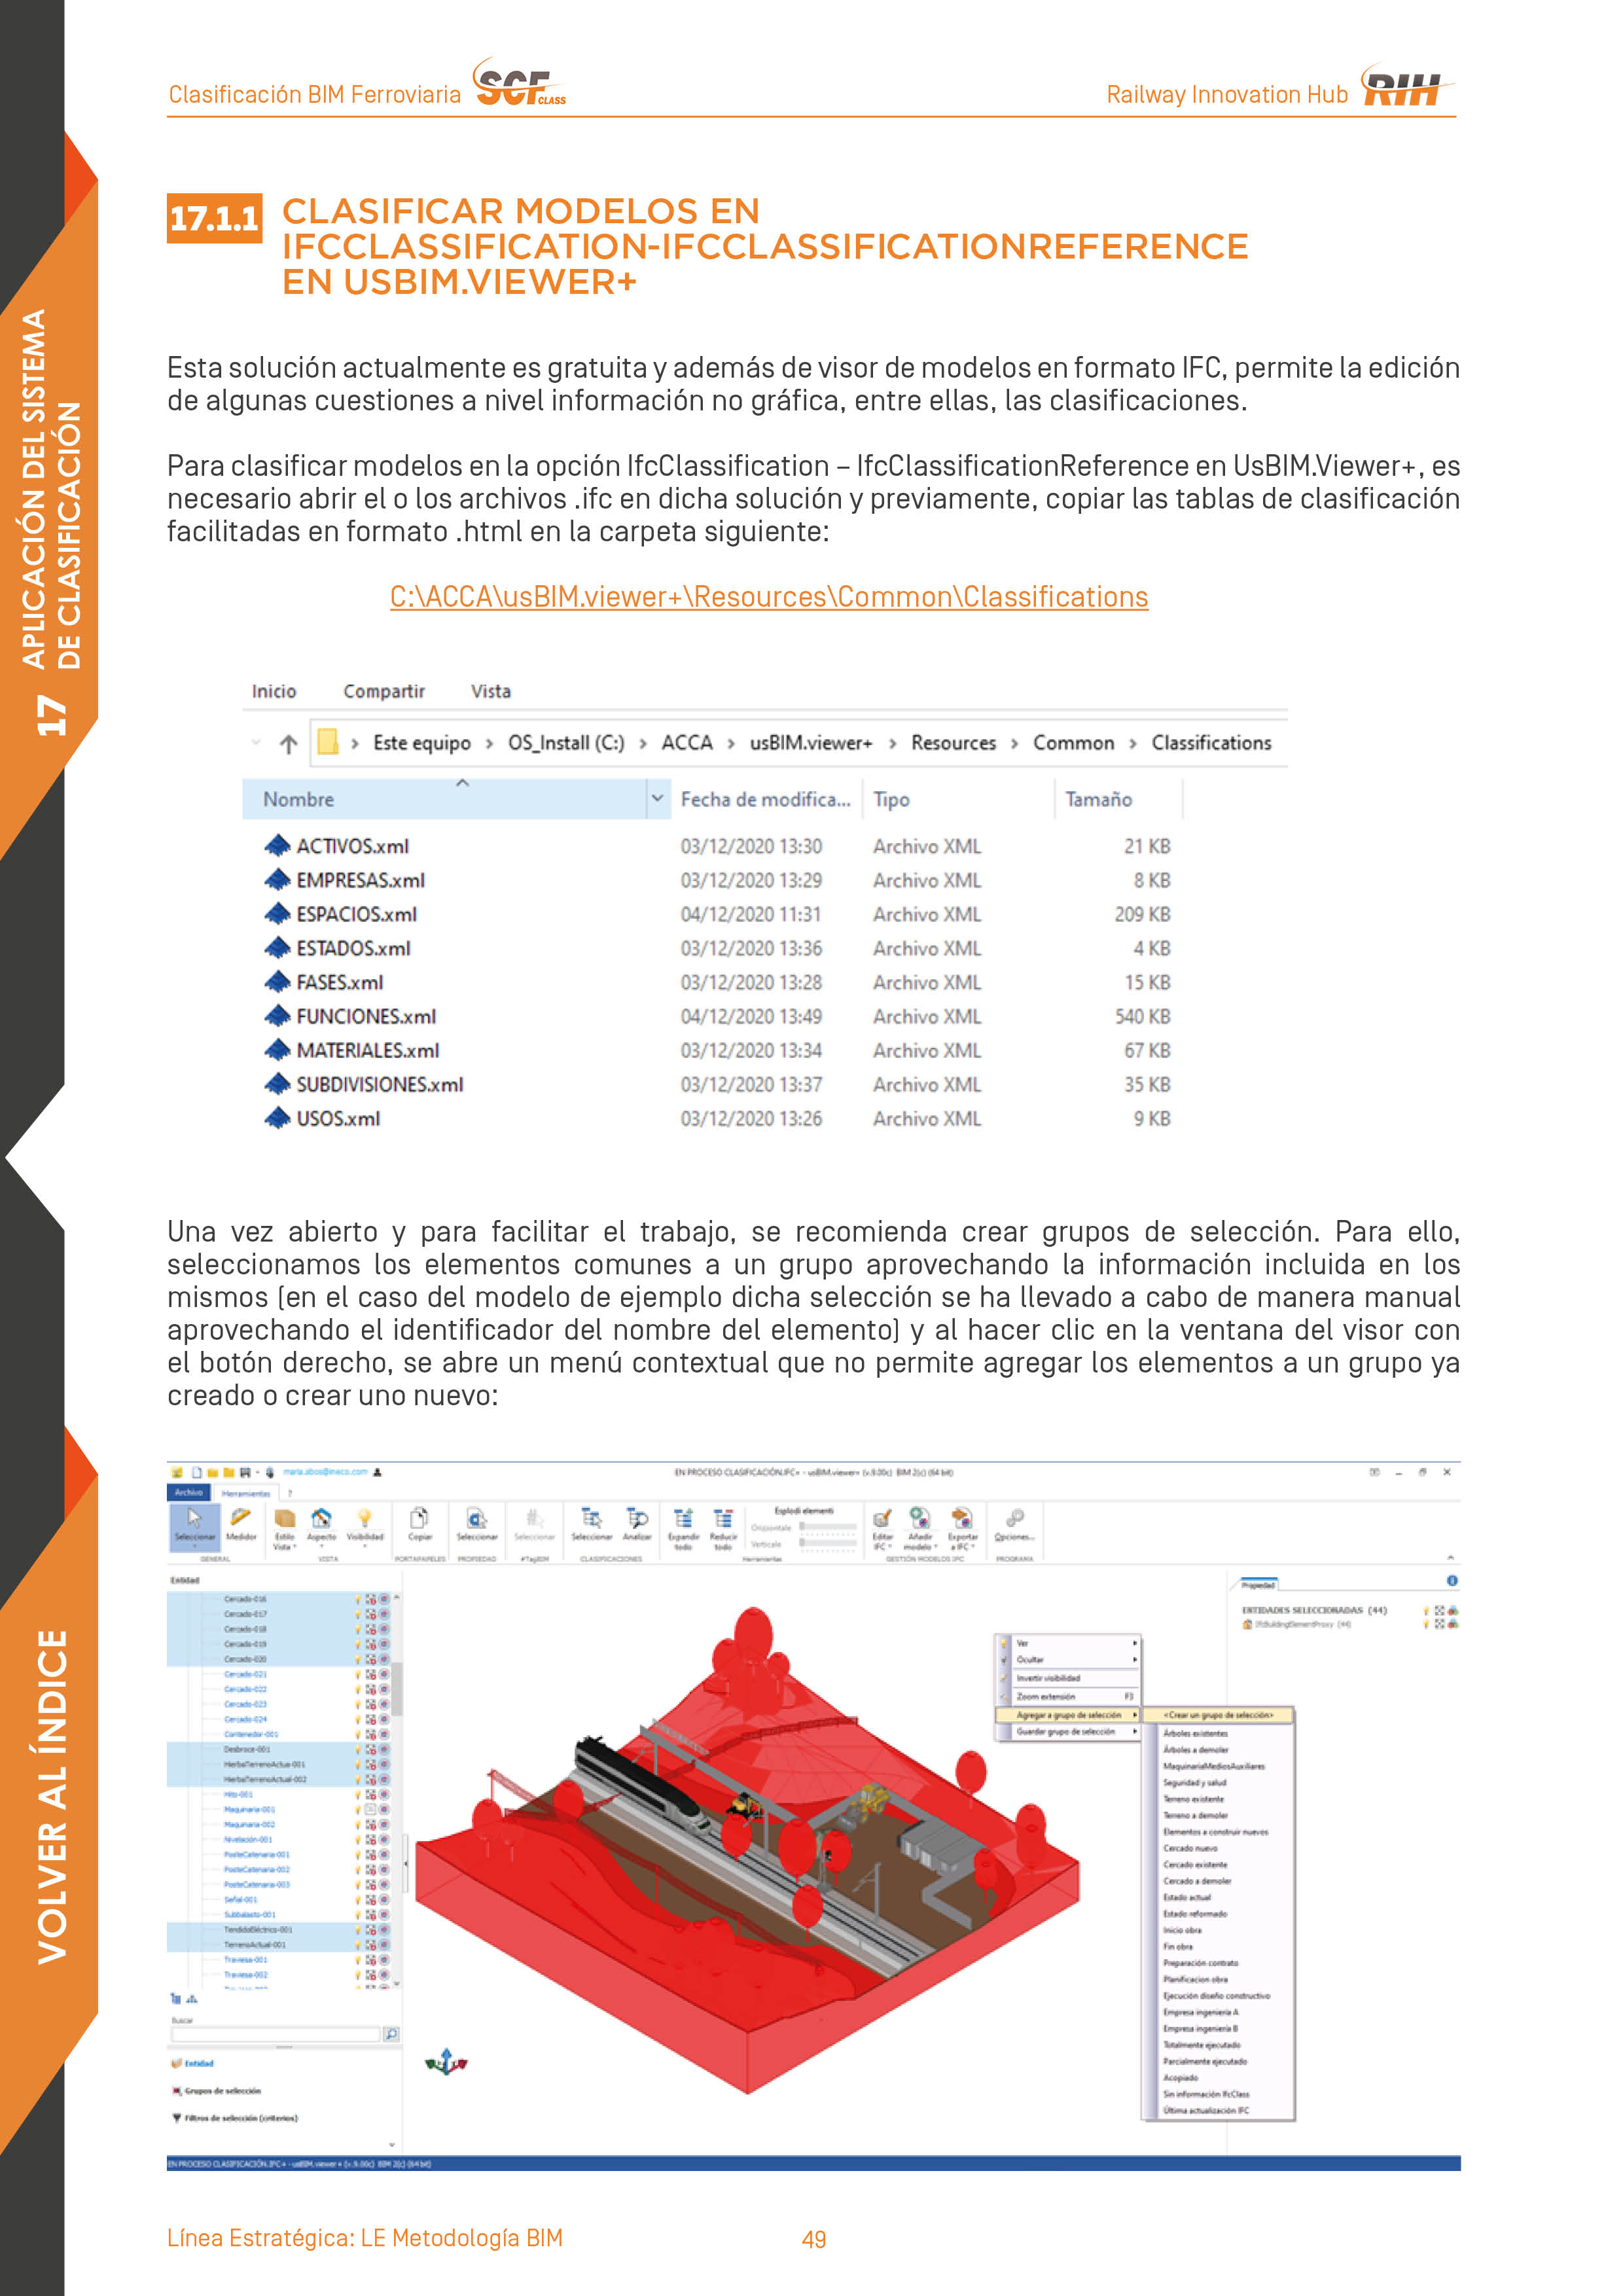 Clasificación BIM Ferroviaria SCF CLASS
Railway Innovation Hub RIH
17.1.1 CLASIFICAR MODELOS EN
IFCCLASSIFICATION-IFCCLASSIFICATIONREFERENCE
EN USBIM.VIEWER+
Esta solución actualmente es gratuita y además de visor de modelos en formato IFC, permite la edición
de algunas cuestiones a nivel información no gráfica, entre ellas, las clasificaciones.
Para clasificar modelos en la opción IfcClassification – IfcClassificationReference en UsBIM.Viewer+, es
necesario abrir el o los archivos .ifc en dicha solución y previamente, copiar las tablas de clasificación
facilitadas en formato .html en la carpeta siguiente:
C:\ACCA\usBIM.viewer+\Resources\Common\Classifications
Inicio Compartir Vista
Este equipo > OS_Install (C:) > ACCA > usBIM.viewer+ > Resources > Common > Classifications
Nombre Fecha de modifica... Tipo Tamaño
ACTIVOS.xml 03/12/2020 13:30 Archivo XML 21 KB
EMPRESAS.xml 03/12/2020 13:29 Archivo XML 8 KB
ESPACIOS.xml 04/12/2020 11:31 Archivo XML 209 KB
ESTADOS.xml 03/12/2020 13:36 Archivo XML 4 KB
FASES.xml 03/12/2020 13:28 Archivo XML 15 KB
FUNCIONES.xml 04/12/2020 13:49 Archivo XML 540 KB
MATERIALES.xml 03/12/2020 13:34 Archivo XML 67 KB
SUBDIVISIONES.xml 03/12/2020 13:37 Archivo XML 35 KB
USOS.xml 03/12/2020 13:26 Archivo XML 9 KB
Una vez abierto y para facilitar el trabajo, se recomienda crear grupos de selección. Para ello,
seleccionamos los elementos comunes a un grupo aprovechando la información incluida en los
mismos (en el caso del modelo de ejemplo dicha selección se ha llevado a cabo de manera manual
aprovechando el identificador del nombre del elemento) y al hacer clic en la ventana del visor con
el botón derecho, se abre un menú contextual que no permite agregar los elementos a un grupo ya
creado o crear uno nuevo:
maria.abos@ineco.com
EN PROCESO CLASIFICACIÓN.IFC+ - usBIM.viewer+ (v.9.00c) BIM 2(c) (64 bit)
Archivo Herramientas ?
Explodi elementi
Orizzontale
Verticale
Seleccionar Medidor Estilo Vista Aspecto Visibilidad Copiar Seleccionar Seleccionar Seleccionar Analizar Expandir todo Reducir todo Editar IFC Añadir modelo Exportar a IFC Opciones...
GENERAL VISTA PORTAPAPELES PROPIEDAD #TagBIM CLASIFICACIONES Herramientas GESTIÓN MODELOS IFC PROGRAMA
Entidad
Cercado-016
Cercado-017
Cercado-018
Cercado-019
Cercado-020
Cercado-021
Cercado-022
Cercado-023
Cercado-024
Contenedor-001
Desbroce-001
HierbaTerrenoActua-001
HierbaTerrenoActual-002
Hito-001
Maquinaria-001
Maquinaria-002
Nivelación-001
PosteCatenaria-001
PosteCatenaria-002
PosteCatenaria-003
Señal-001
Subbalasto-001
TendidoEléctrico-001
TerrenoActual-001
Traviesa-001
Traviesa-002
Buscar
Entidad
Grupos de selección
Filtros de selección (criterios)
Propiedad
ENTIDADES SELECCIONADAS (44)
IfcBuildingElementProxy (44)
Ver
Ocultar
Invertir visibilidad
Zoom extensión F3
Agregar a grupo de selección
Guardar grupo de selección
<Crear un grupo de selección>
Árboles existentes
Árboles a demoler
MaquinariaMediosAuxiliares
Seguridad y salud
Terreno existente
Terreno a demoler
Elementos a construir nuevos
Cercado nuevo
Cercado existente
Cercado a demoler
Estado actual
Estado reformado
Inicio obra
Fin obra
Preparación contrato
Planificacion obra
Ejecución diseño constructivo
Empresa ingeniería A
Empresa ingeniería B
Totalmente ejecutado
Parcialmente ejecutado
Acopiado
Sin información IfcClass
Última actualización IFC
EN PROCESO CLASIFICACIÓN.IFC+ - usBIM.viewer+ (v.9.00c) BIM 2(c) (64 bit)
Línea Estratégica: LE Metodología BIM
49
17 APLICACIÓN DEL SISTEMA
DE CLASIFICACIÓN
VOLVER AL ÍNDICE